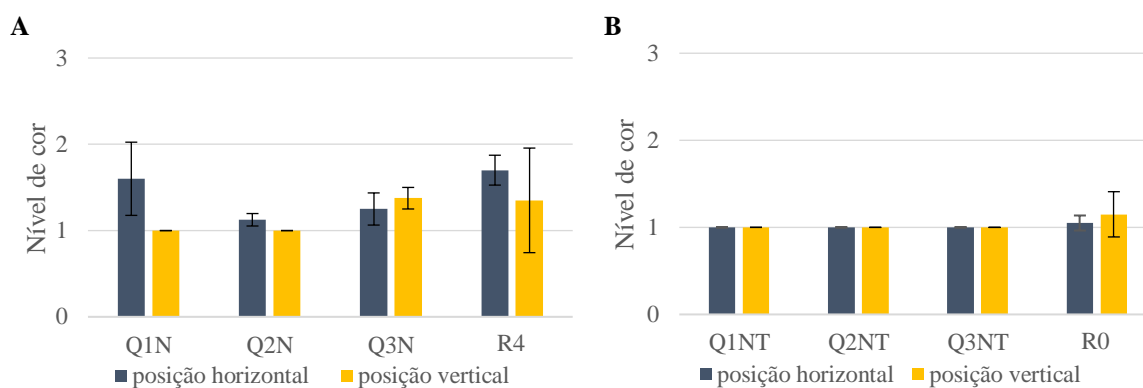 A
Nível de cor
3
2
1
0
Q1N Q2N Q3N R4
posição horizontal posição vertical
B
Nível de cor
3
2
1
0
Q1NT Q2NT Q3NT R0
posição horizontal posição vertical